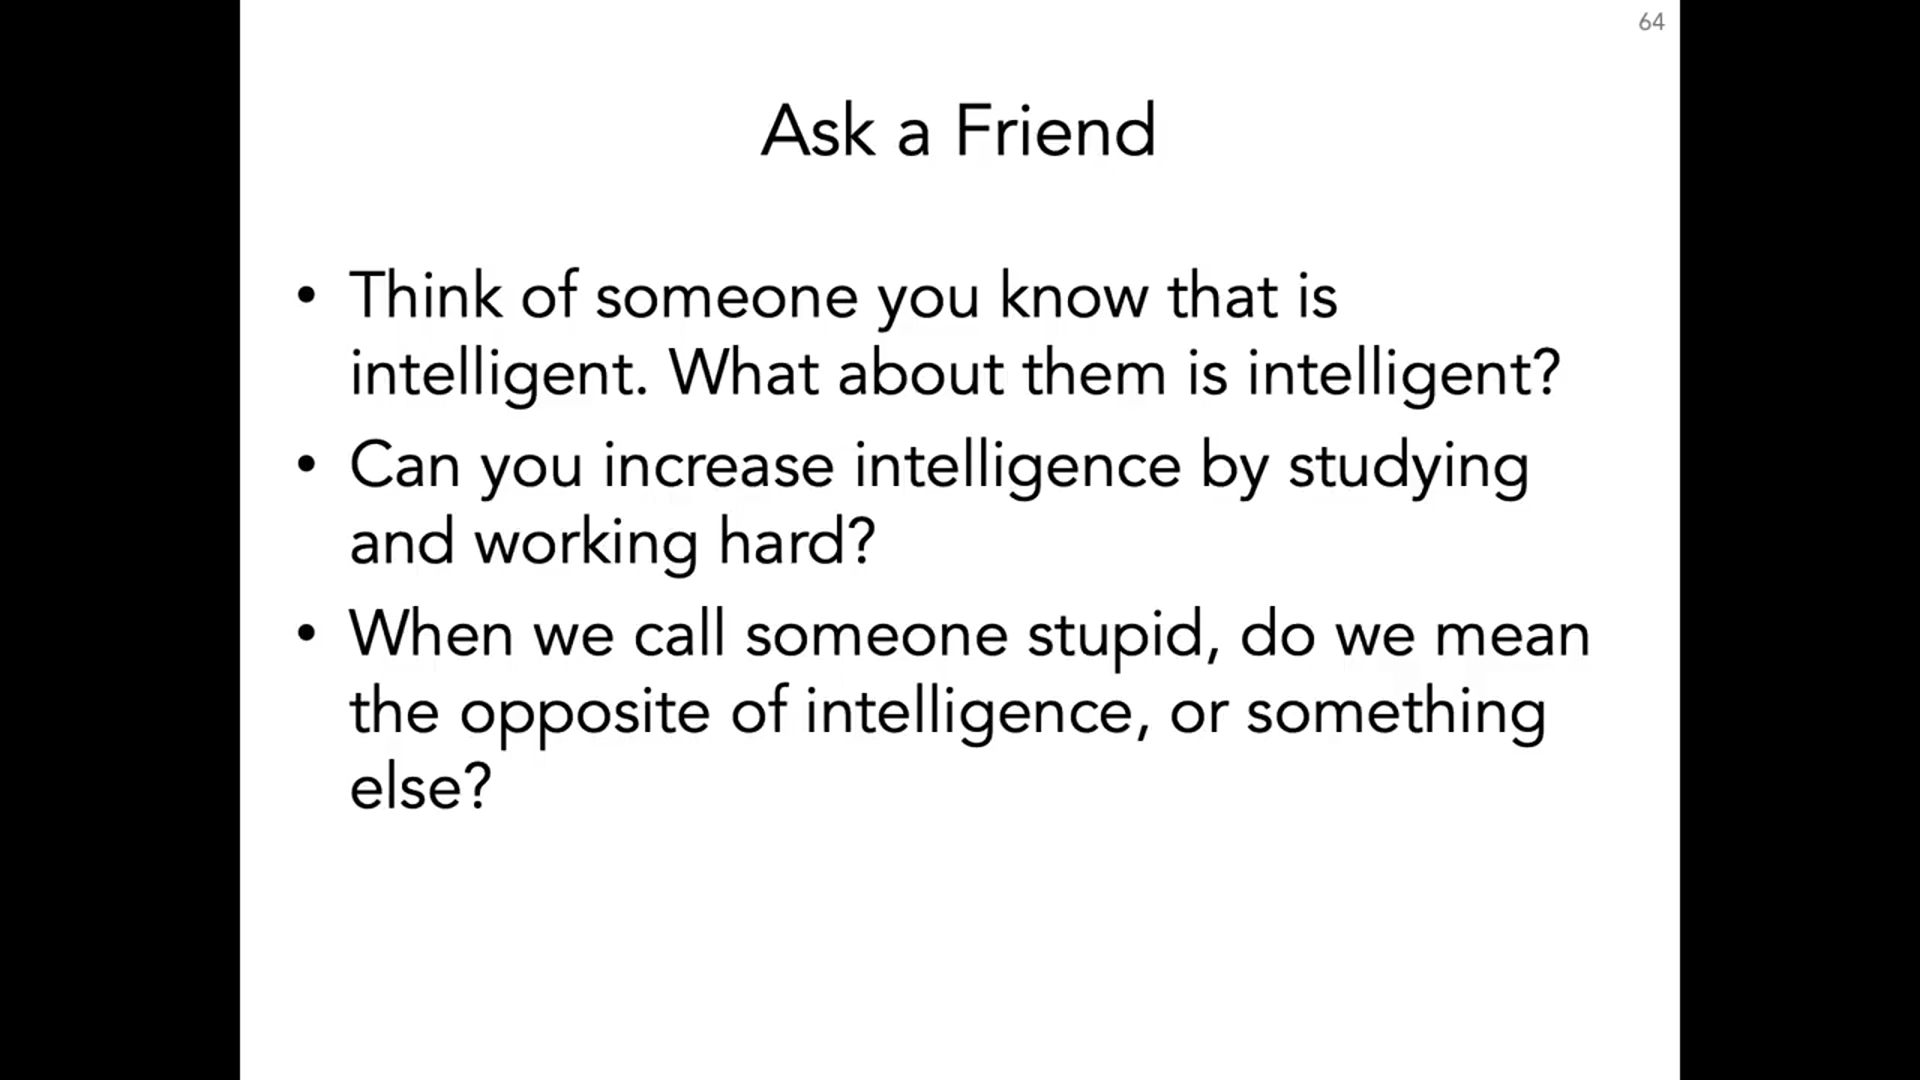 64
Ask a Friend
• Think of someone you know that is
intelligent. What about them is intelligent?
• Can you increase intelligence by studying
and working hard?
• When we call someone stupid, do we mean
the opposite of intelligence, or something
else?